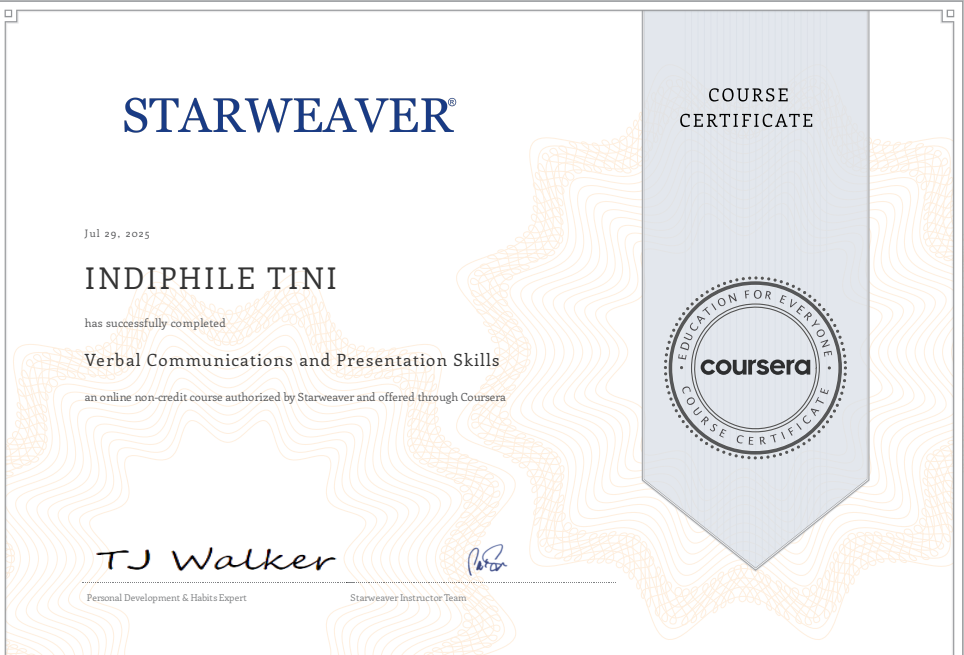 STARWEAVER®
COURSE
CERTIFICATE
Jul 29, 2025
INDIPHILE TINI
has successfully completed
Verbal Communications and Presentation Skills
an online non-credit course authorized by Starweaver and offered through Coursera
EDUCATION FOR EVERYONE
coursera
COURSE CERTIFICATE
TJ Walker
Personal Development & Habits Expert
Starweaver Instructor Team